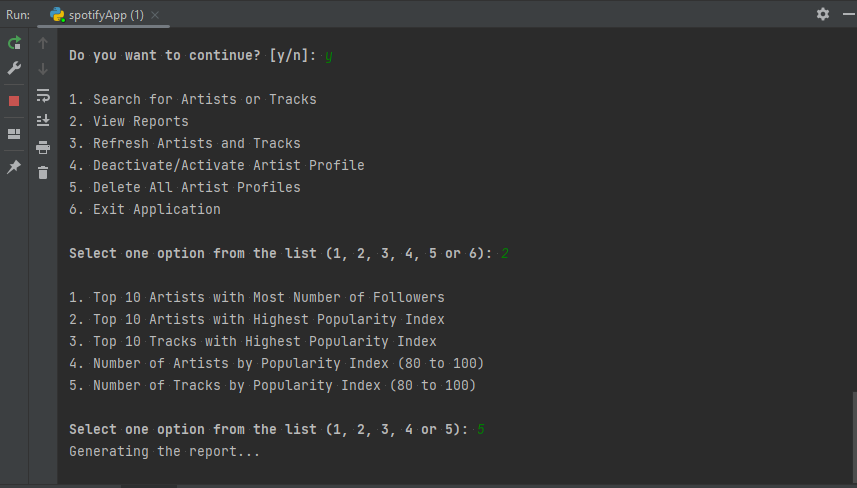 Run: spotifyApp (1)
Do you want to continue? [y/n]: y
1. Search for Artists or Tracks
2. View Reports
3. Refresh Artists and Tracks
4. Deactivate/Activate Artist Profile
5. Delete All Artist Profiles
6. Exit Application
Select one option from the list (1, 2, 3, 4, 5 or 6): 2
1. Top 10 Artists with Most Number of Followers
2. Top 10 Artists with Highest Popularity Index
3. Top 10 Tracks with Highest Popularity Index
4. Number of Artists by Popularity Index (80 to 100)
5. Number of Tracks by Popularity Index (80 to 100)
Select one option from the list (1, 2, 3, 4 or 5): 5
Generating the report...